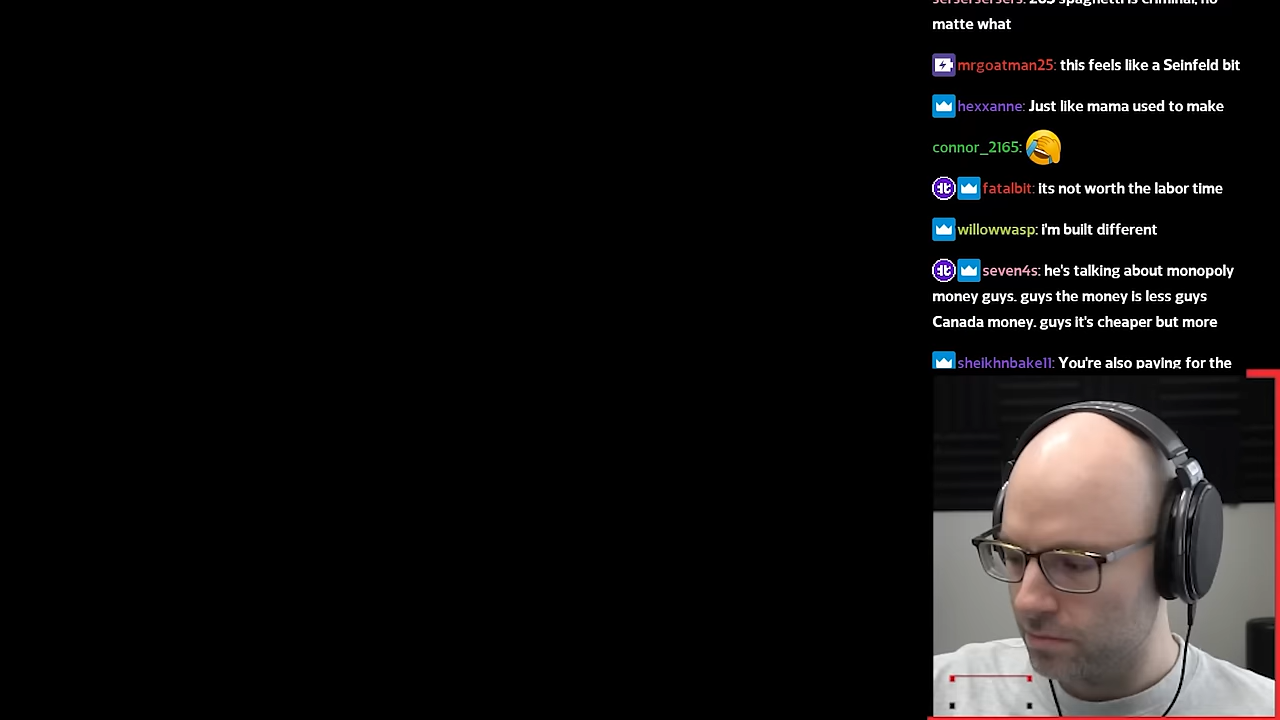 matte what
mrgoatman25: this feels like a Seinfeld bit
hexxanne: Just like mama used to make
connor_2165:
fatalbit: its not worth the labor time
willowwasp: i'm built different
seven4s: he's talking about monopoly
money guys. guys the money is less guys
Canada money. guys it's cheaper but more
sheikhnbake11: You're also paying for the